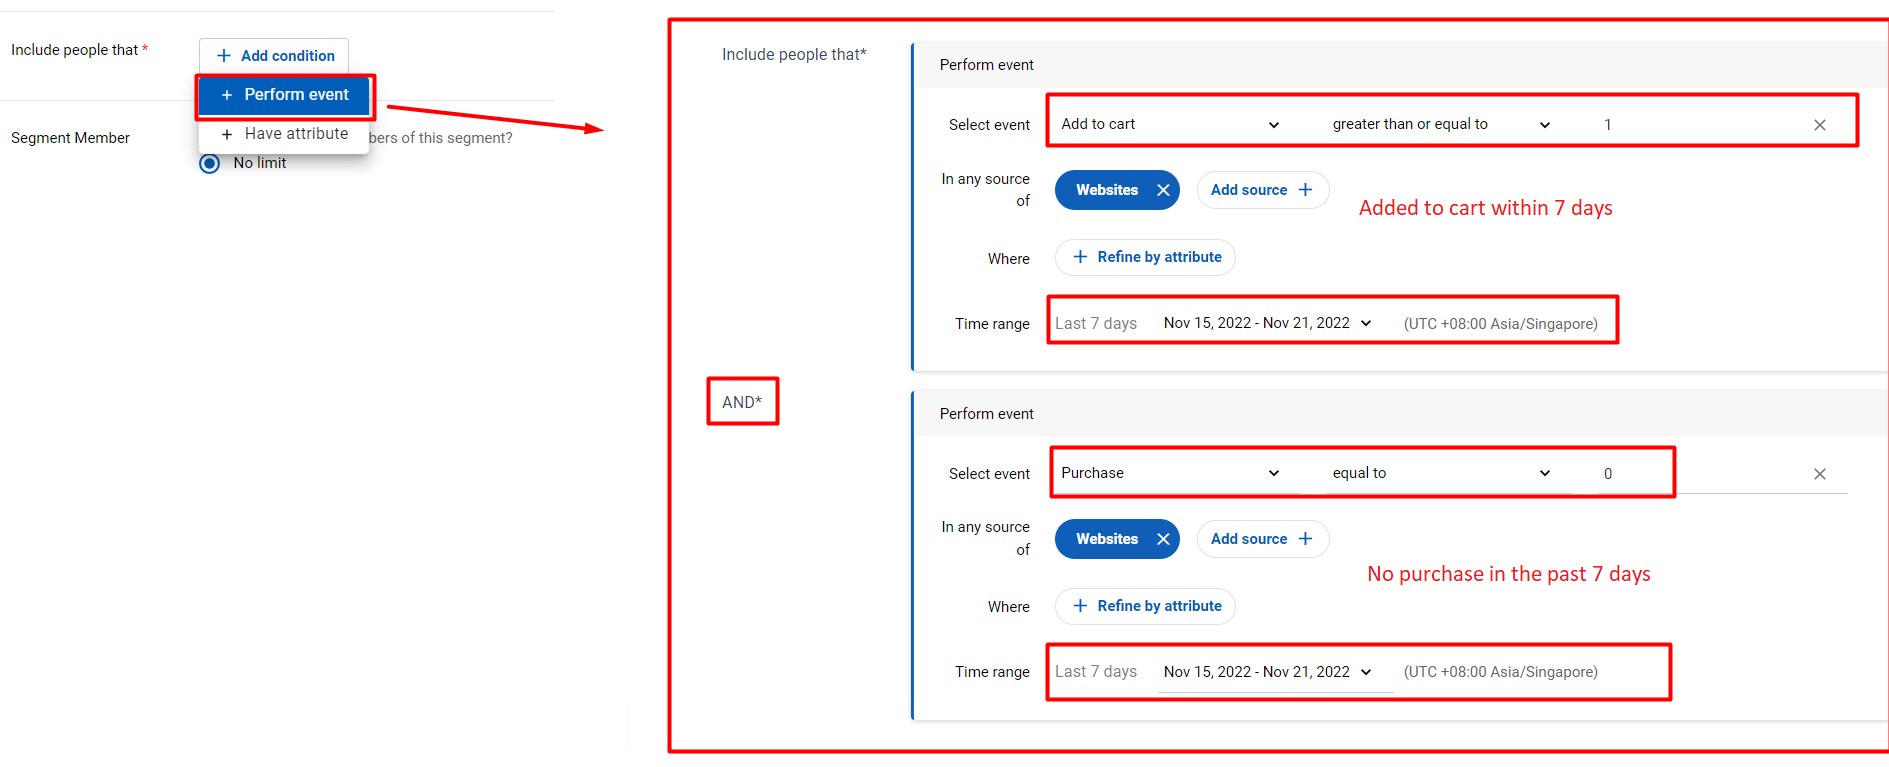 Include people that *
+ Add condition
+ Perform event
+ Have attribute
Segment Member
bers of this segment?
No limit
Include people that*
Perform event
Select event Add to cart greater than or equal to 1
In any source of Websites Add source +
Added to cart within 7 days
Where + Refine by attribute
Time range Last 7 days Nov 15, 2022 - Nov 21, 2022 (UTC +08:00 Asia/Singapore)
AND*
Perform event
Select event Purchase equal to 0
In any source of Websites Add source +
No purchase in the past 7 days
Where + Refine by attribute
Time range Last 7 days Nov 15, 2022 - Nov 21, 2022 (UTC +08:00 Asia/Singapore)